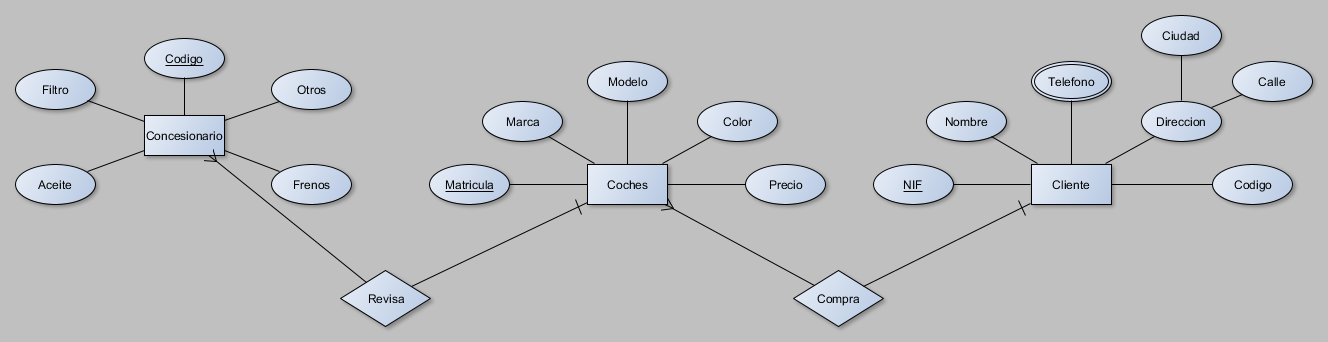 Ciudad
Codigo
Modelo
Telefono
Calle
Filtro
Otros
Marca
Color
Nombre
Direccion
Concesionario
Aceite
Frenos
Matricula
Coches
Precio
NIF
Cliente
Codigo
Revisa
Compra